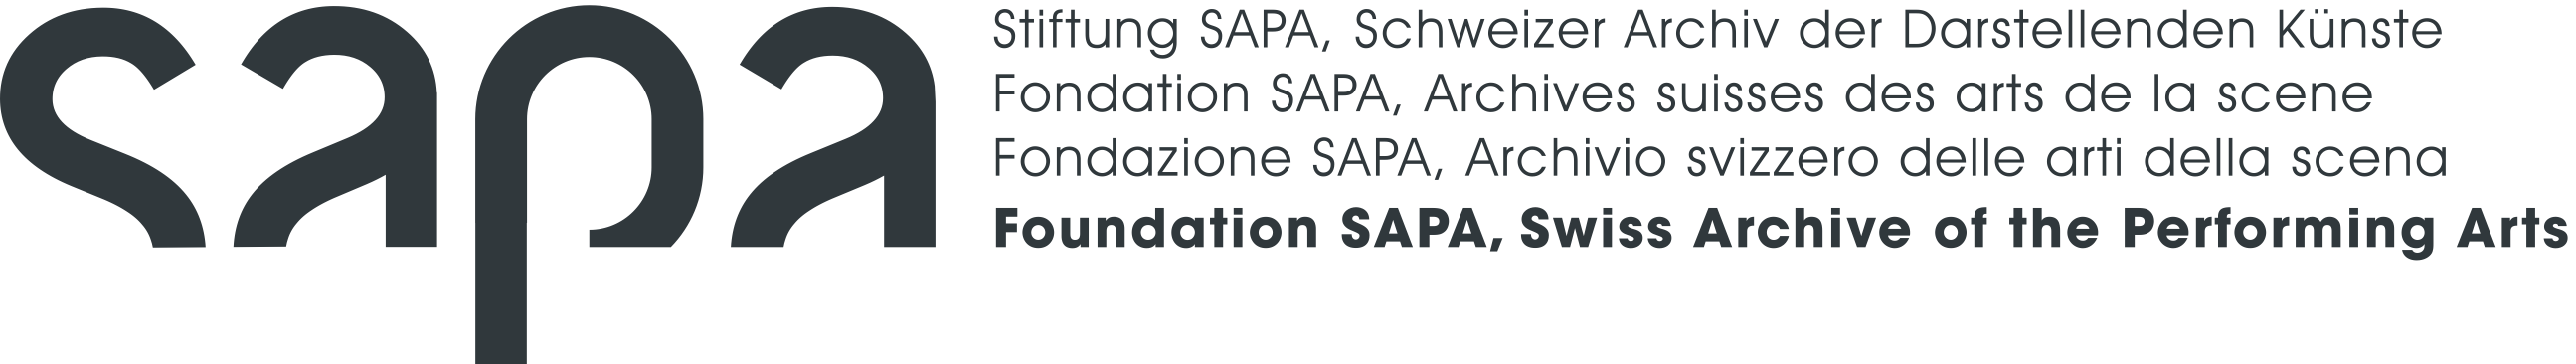 sapa
Stiftung SAPA, Schweizer Archiv der Darstellenden Künste
Fondation SAPA, Archives suisses des arts de la scene
Fondazione SAPA, Archivio svizzero delle arti della scena
Foundation SAPA, Swiss Archive of the Performing Arts